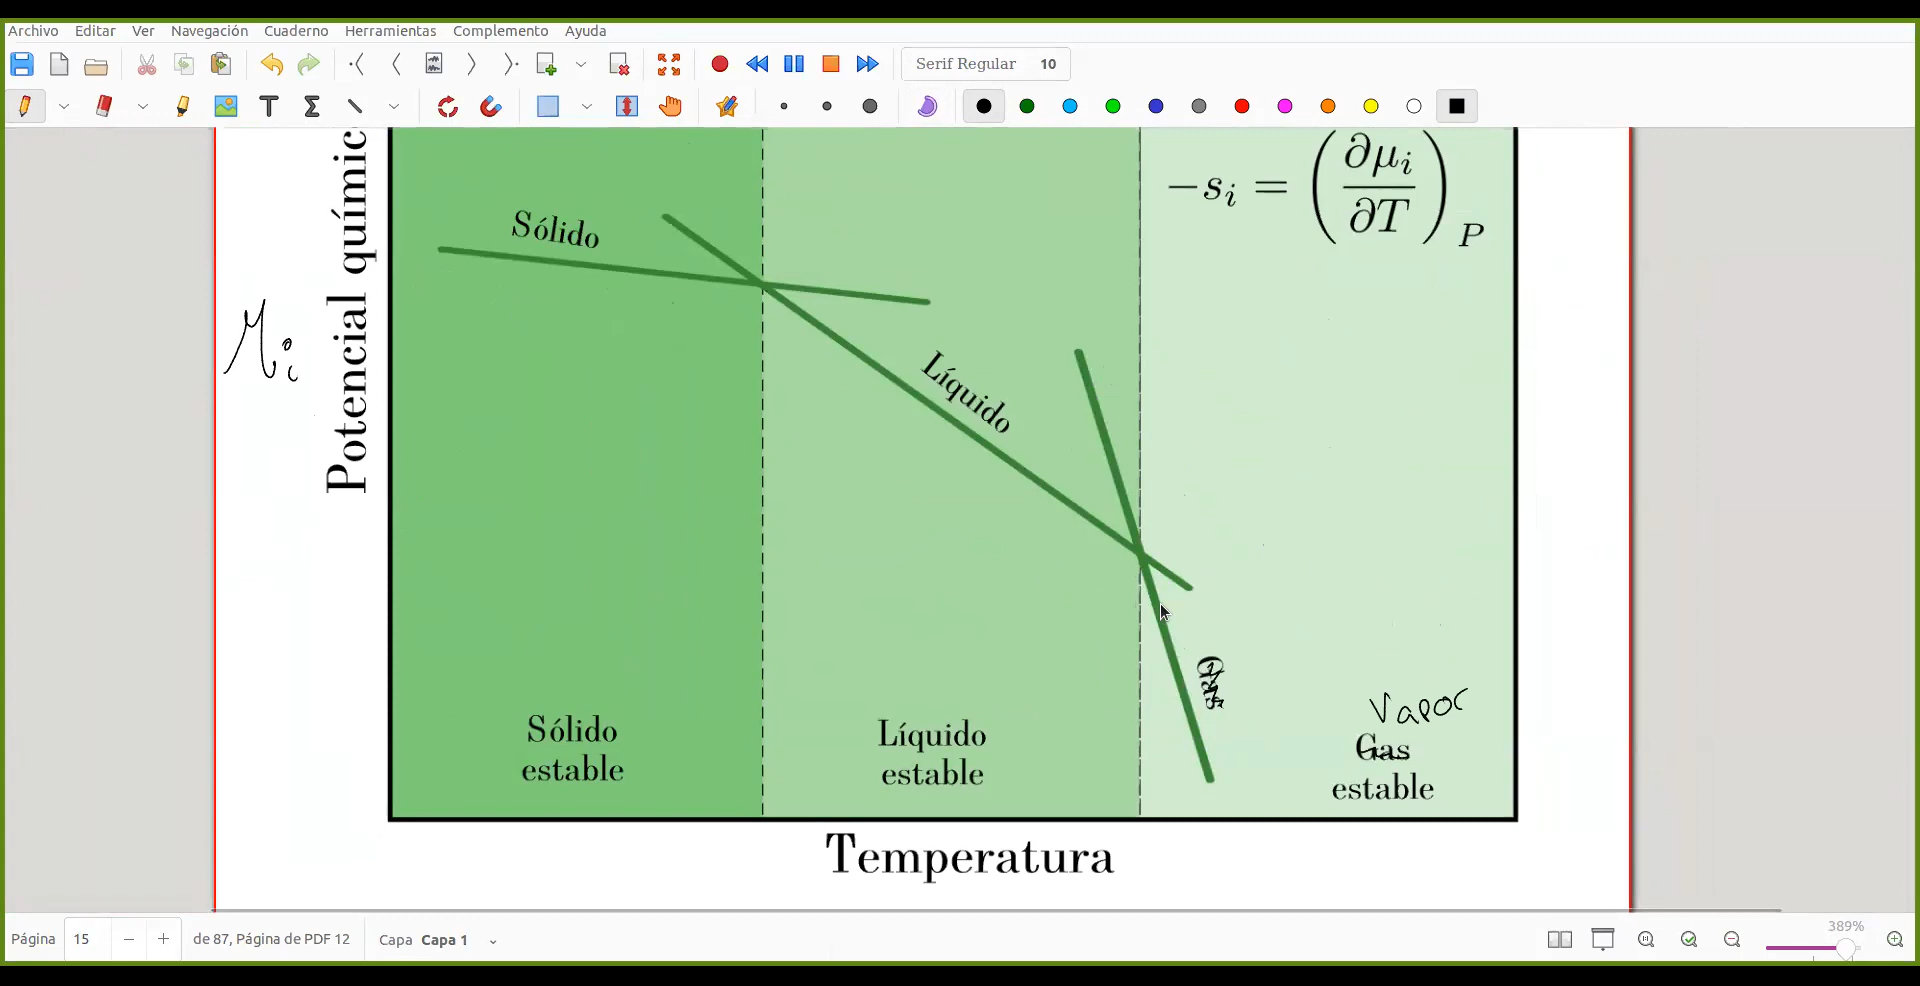 Archivo Editar Ver Navegación Cuaderno Herramientas Complemento Ayuda
Serif Regular 10
Potencial químic
μi
Sólido
Líquido
Gas
−sᵢ = (∂μᵢ/∂T)P
Sólido
estable
Líquido
estable
Vapor
Gas
estable
Temperatura
Página 15 de 87, Página de PDF 12 Capa Capa 1
389%